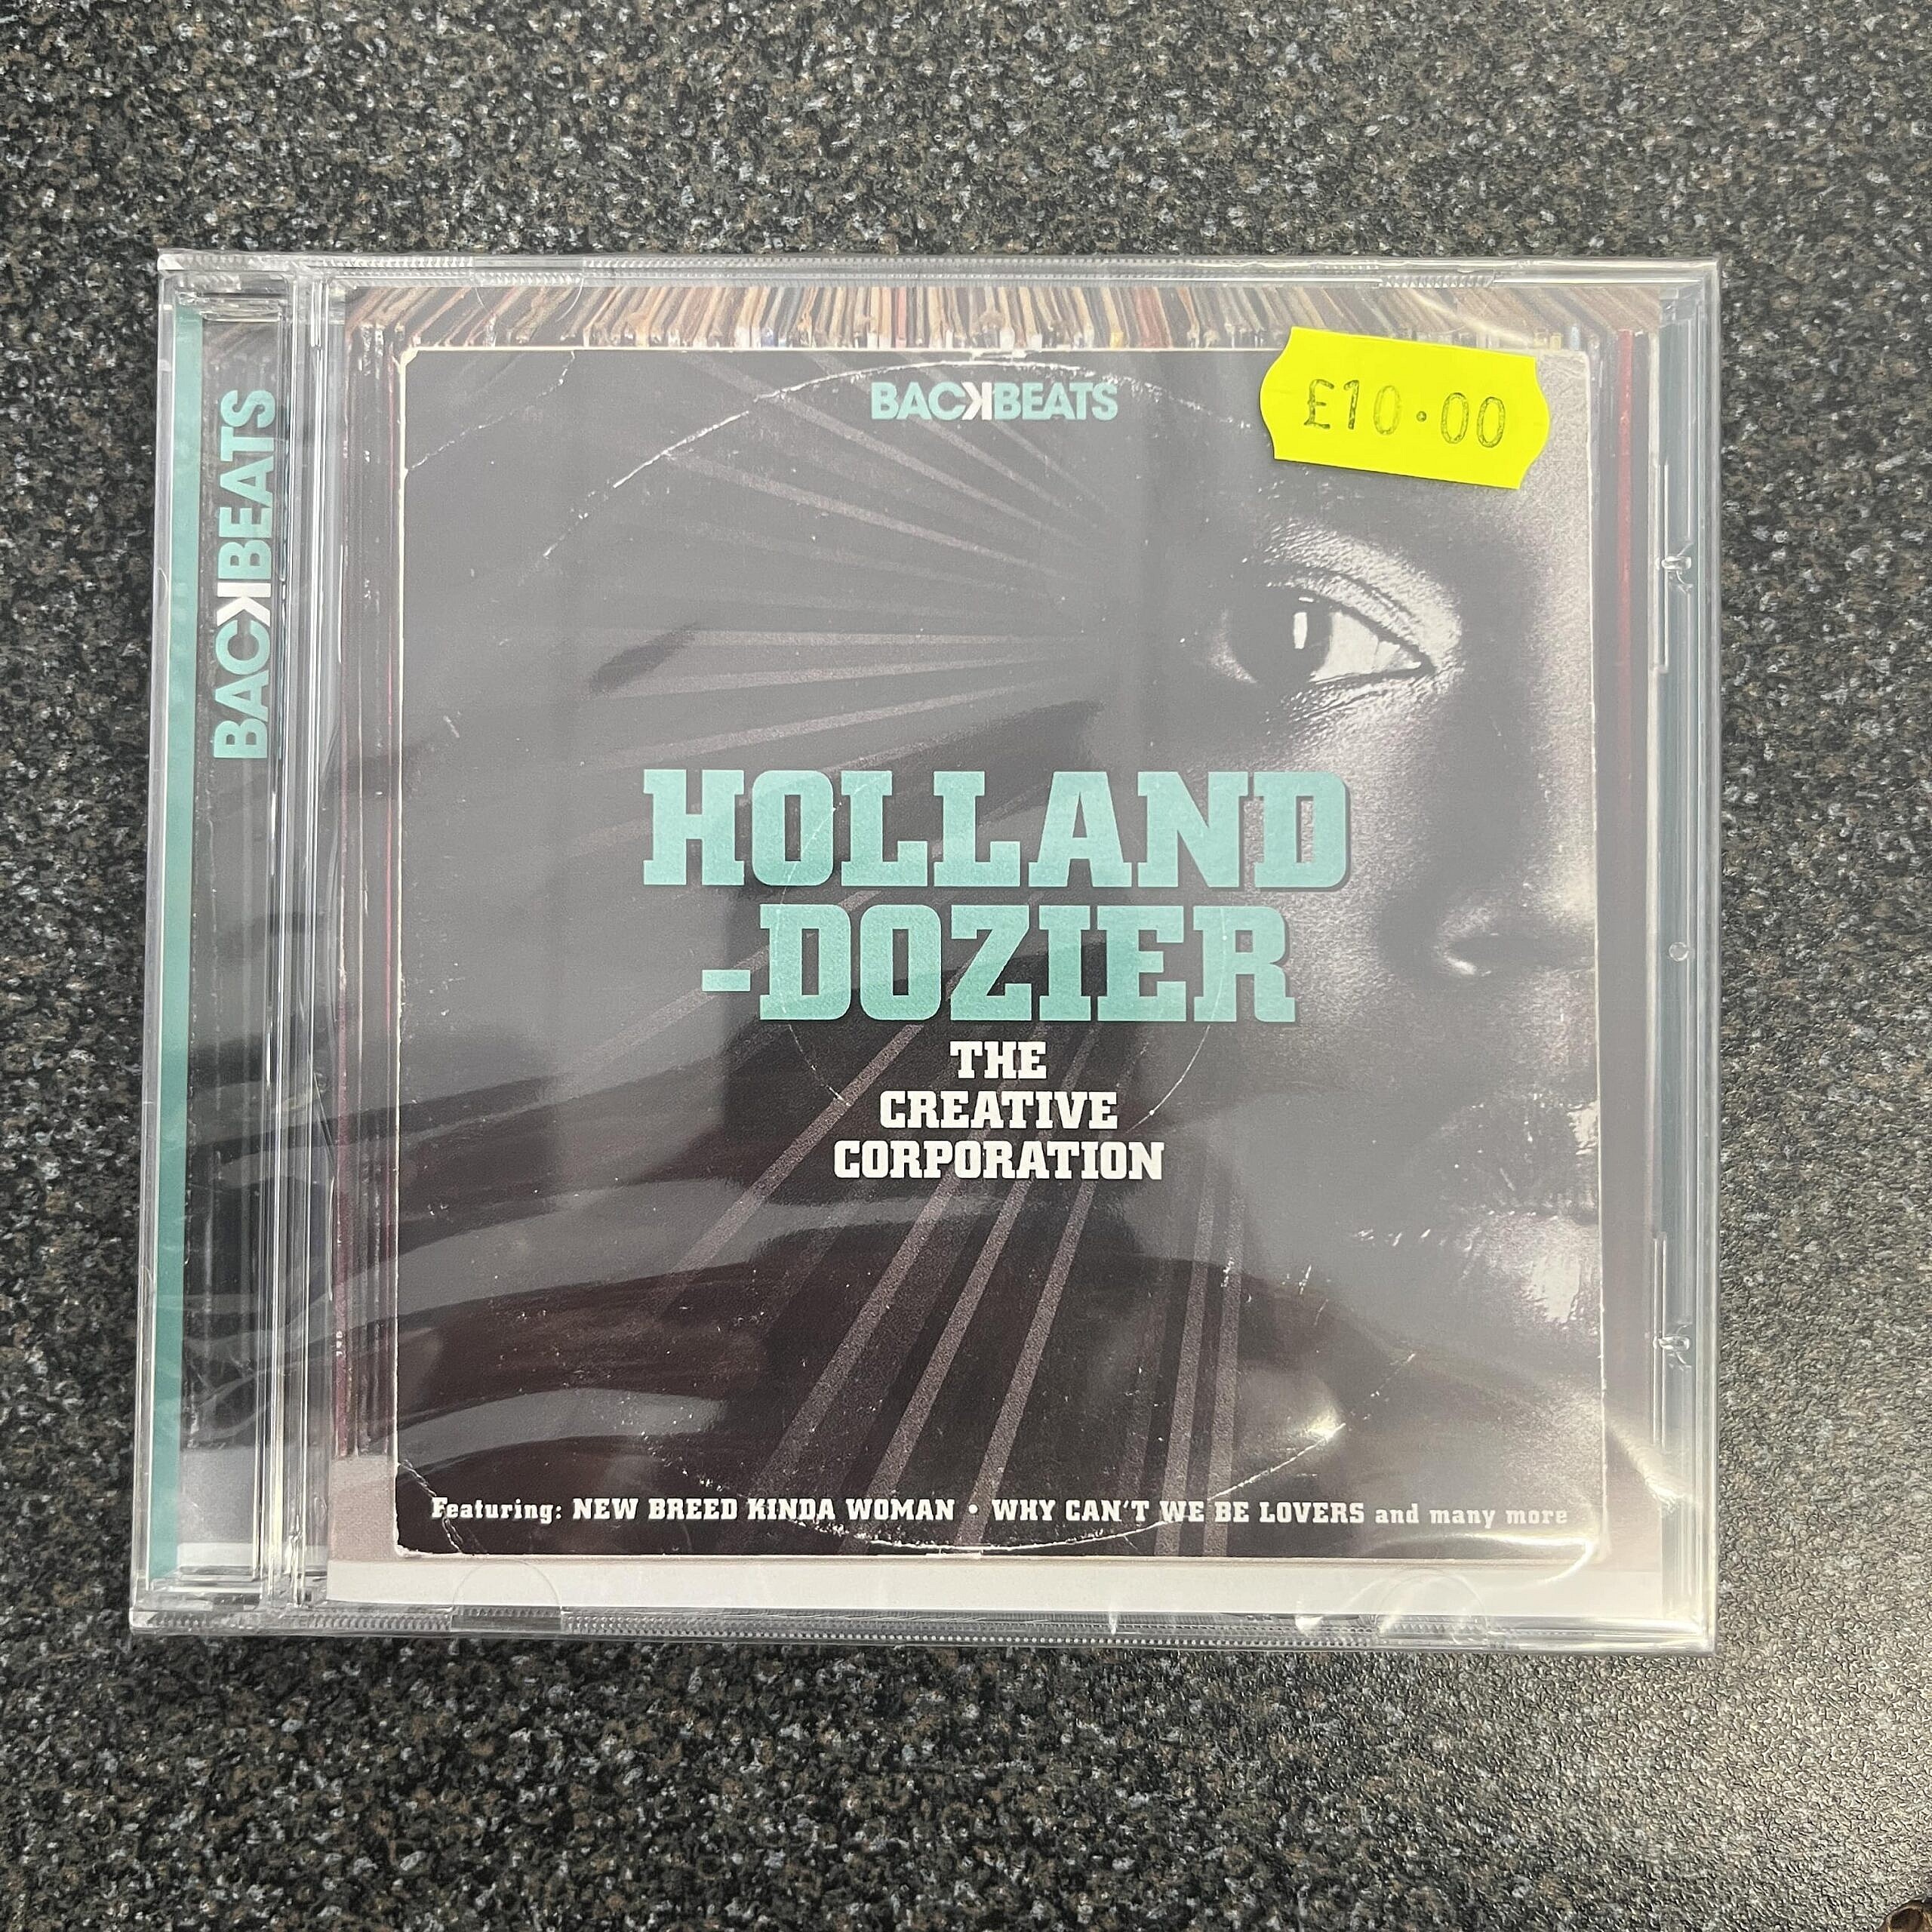 BACKBEATS
BACKBEATS
£10.00
HOLLAND
-DOZIER
THE
CREATIVE
CORPORATION
Featuring: NEW BREED KINDA WOMAN • WHY CAN'T WE BE LOVERS and many more